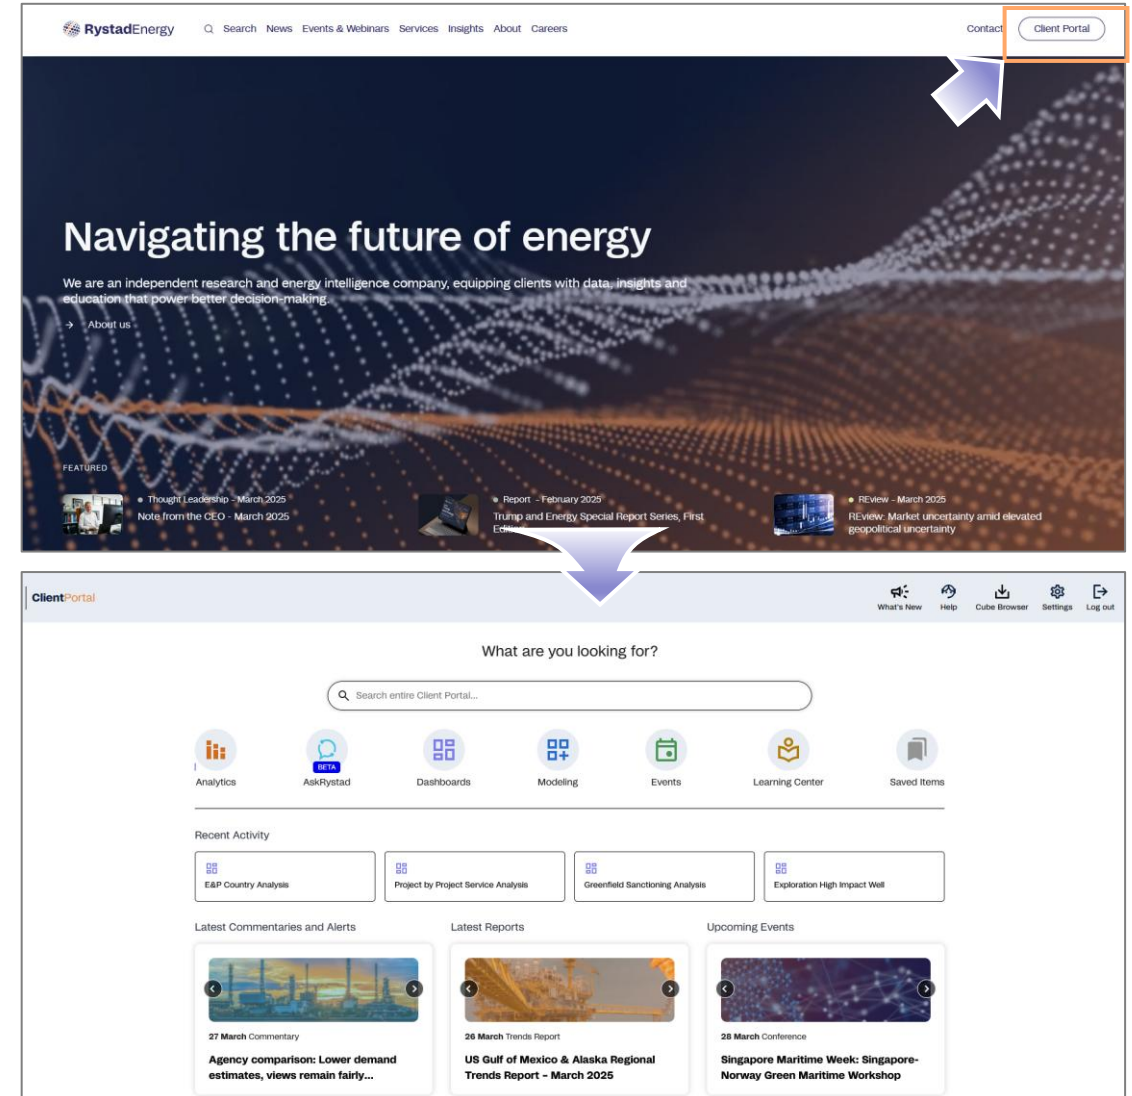 RystadEnergy
Search News Events & Webinars Services Insights About Careers
Contact
Client Portal
Navigating the future of energy
We are an independent research and energy intelligence company, equipping clients with data, insights and
education that power better decision-making.
→ About us
FEATURED
Thought Leadership - March 2025
Note from the CEO - March 2025
Report - February 2025
Trump and Energy Special Report Series, First
REview - March 2025
REview: Market uncertainty amid elevated
geopolitical uncertainty
ClientPortal
What's New
Help
Cube Browser
Settings
Log out
What are you looking for?
Search entire Client Portal...
BETA
Analytics
AskRystad
Dashboards
Modeling
Events
Learning Center
Saved Items
Recent Activity
E&P Country Analysis
Project by Project Service Analysis
Greenfield Sanctioning Analysis
Exploration High Impact Well
Latest Commentaries and Alerts
27 March Commentary
Agency comparison: Lower demand
estimates, views remain fairly...
Latest Reports
26 March Trends Report
US Gulf of Mexico & Alaska Regional
Trends Report - March 2025
Upcoming Events
28 March Conference
Singapore Maritime Week: Singapore-
Norway Green Maritime Workshop